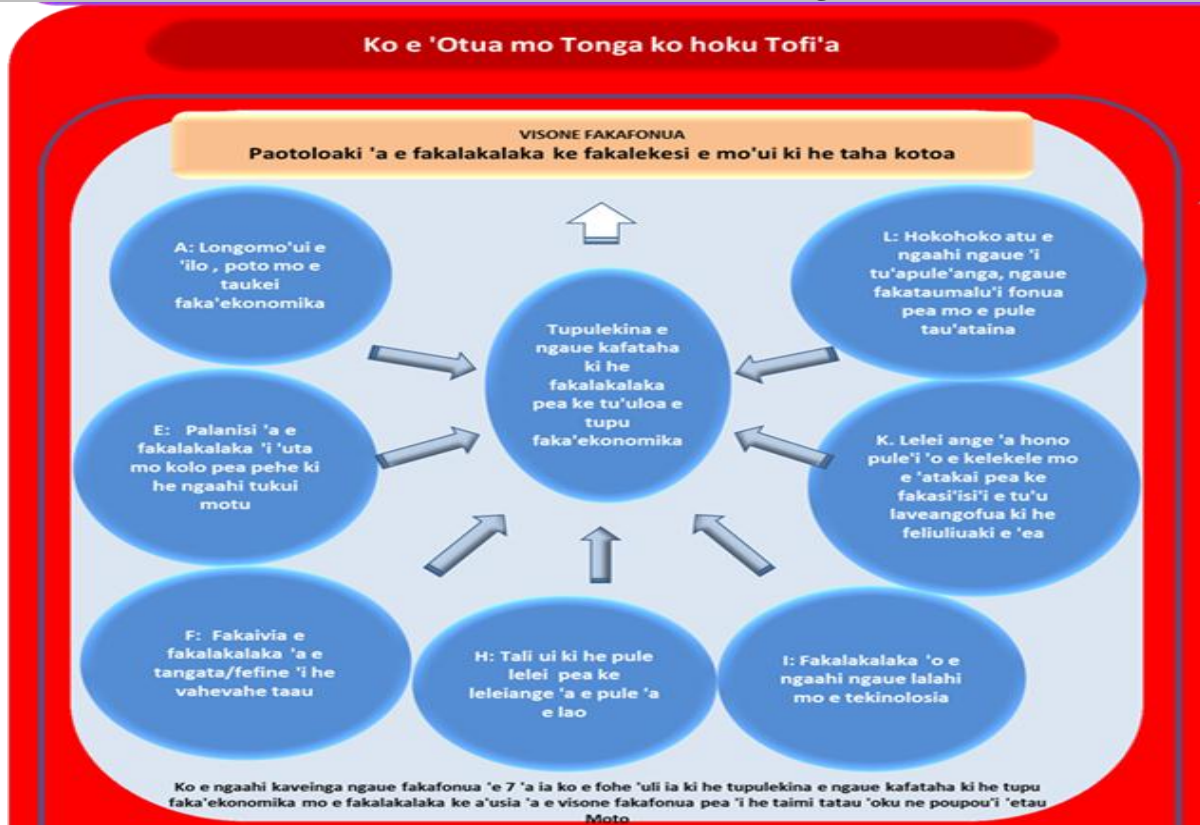 Ko e 'Otua mo Tonga ko hoku Tofi'a
VISONE FAKAFONUA
Paotoloaki 'a e fakalakalaka ke fakalekesi e mo'ui ki he taha kotoa
A: Longomo'ui e
'ilo , poto mo e
taukei
faka'ekonomika
L: Hokohoko atu e
ngaahi ngaue 'i
tu'apule'anga, ngaue
fakataumalu'i fonua
pea mo e pule
tau'ataina
Tupulekina e
ngaue kafataha
ki he
fakalakalaka
pea ke tu'uloa e
tupu
faka'ekonomika
E: Palanisi 'a e
fakalakalaka 'i 'uta
mo kolo pea pehe ki
he ngaahi tukui
motu
K. Lelei ange 'a hono
pule'i 'o e kelekele mo
e 'atakai pea ke
fakasi'isi'i e tu'u
laveangofua ki he
feliuliuaki e 'ea
F: Fakaivia e
fakalakalaka 'a e
tangata/fefine 'i he
vahevahe taau
H: Tali ui ki he pule
lelei pea ke
leleiange 'a e pule 'a
e lao
I: Fakalakalaka 'o e
ngaahi ngaue lalahi
mo e tekinolosia
Ko e ngaahi kaveinga ngaue fakafonua 'e 7 'a ia ko e fohe 'uli ia ki he tupulekina e ngaue kafataha ki he tupu
faka'ekonomika mo e fakalakalaka ke a'usia 'a e visone fakafonua pea 'i he taimi tatau 'oku ne poupou'i 'etau
Moto